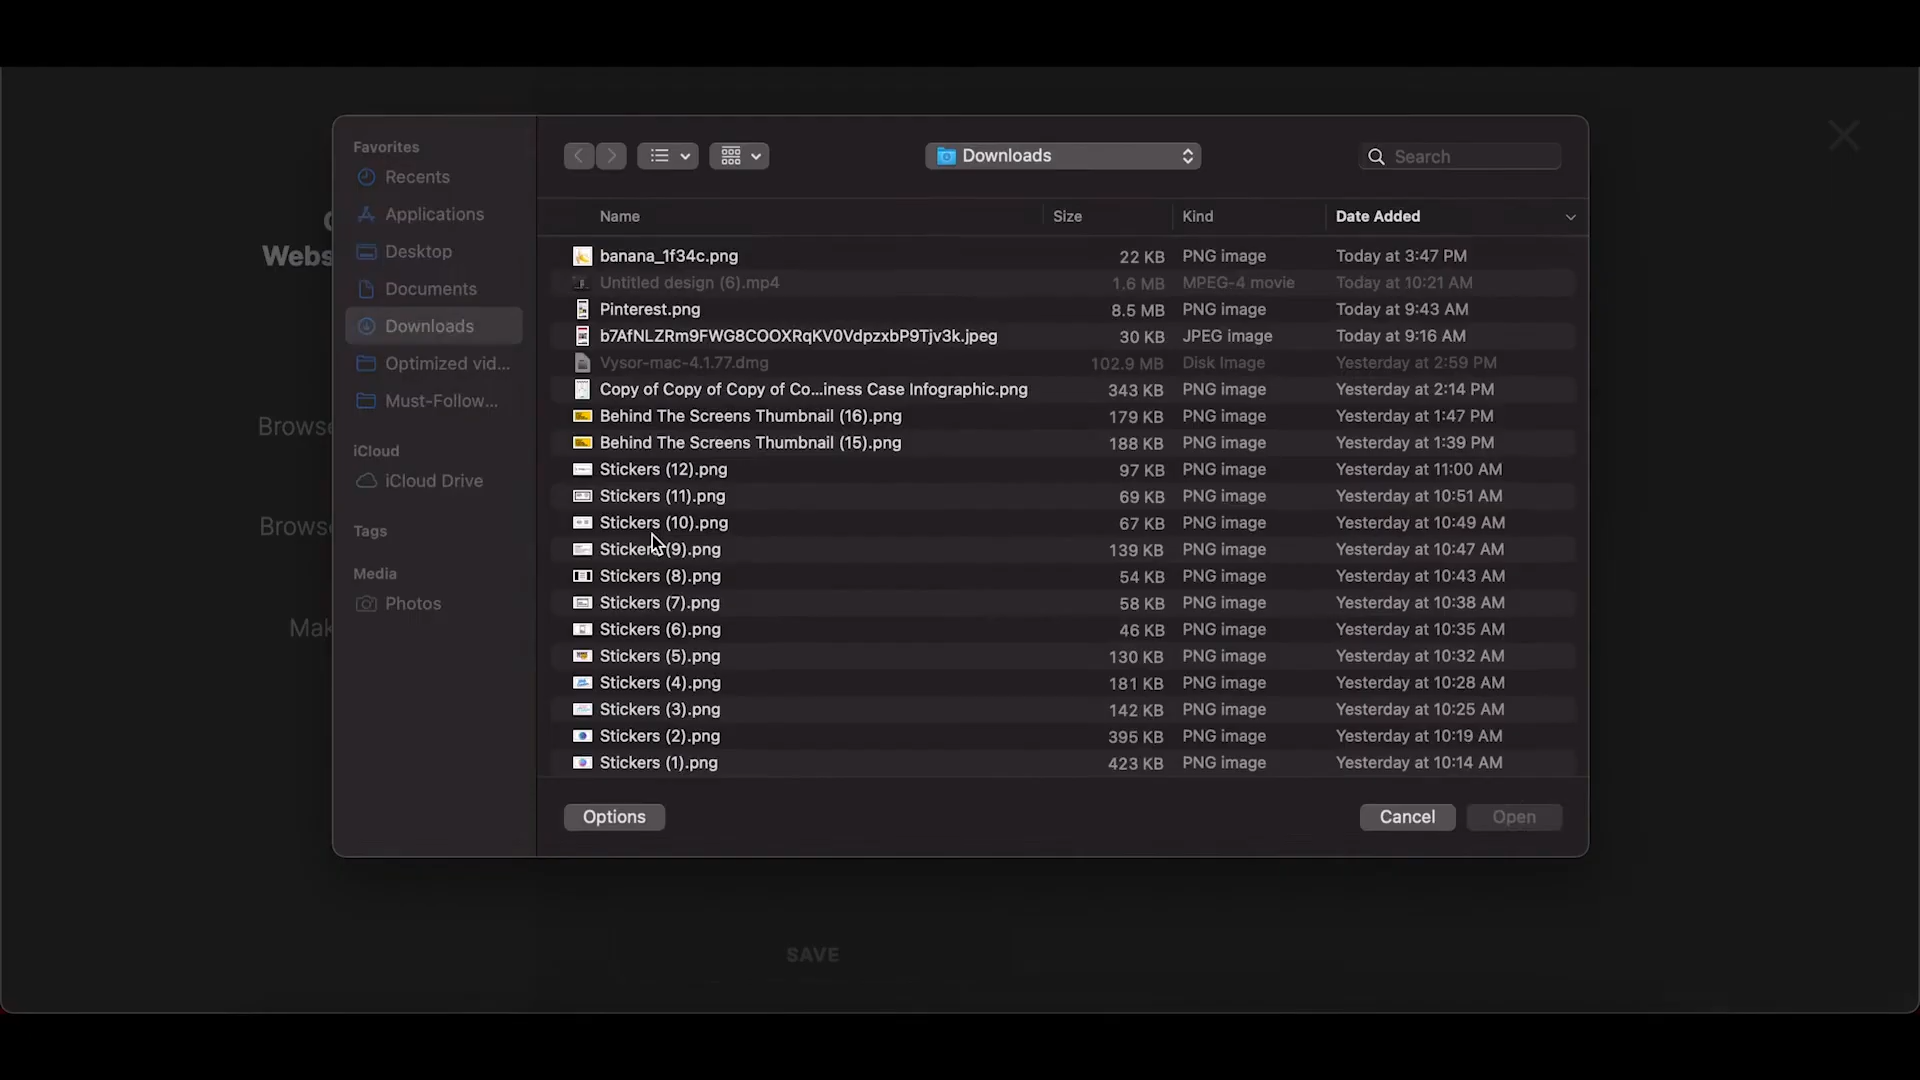 Favorites
Recents
Applications
Desktop
Documents
Downloads
Optimized vid...
Must-Follow...
iCloud
iCloud Drive
Tags
Media
Photos
Downloads
Search
Name Size Kind Date Added
banana_1f34c.png 22 KB PNG image Today at 3:47 PM
Untitled design (6).mp4 1.6 MB MPEG-4 movie Today at 10:21 AM
Pinterest.png 8.5 MB PNG image Today at 9:43 AM
b7AfNLZRm9FWG8COOXRqKV0VdpzxbP9Tjv3k.jpeg 30 KB JPEG image Today at 9:16 AM
Vysor-mac-4.1.77.dmg 102.9 MB Disk Image Yesterday at 2:59 PM
Copy of Copy of Copy of Co...iness Case Infographic.png 343 KB PNG image Yesterday at 2:14 PM
Behind The Screens Thumbnail (16).png 179 KB PNG image Yesterday at 1:47 PM
Behind The Screens Thumbnail (15).png 188 KB PNG image Yesterday at 1:39 PM
Stickers (12).png 97 KB PNG image Yesterday at 11:00 AM
Stickers (11).png 69 KB PNG image Yesterday at 10:51 AM
Stickers (10).png 67 KB PNG image Yesterday at 10:49 AM
Stickers (9).png 139 KB PNG image Yesterday at 10:47 AM
Stickers (8).png 54 KB PNG image Yesterday at 10:43 AM
Stickers (7).png 58 KB PNG image Yesterday at 10:38 AM
Stickers (6).png 46 KB PNG image Yesterday at 10:35 AM
Stickers (5).png 130 KB PNG image Yesterday at 10:32 AM
Stickers (4).png 181 KB PNG image Yesterday at 10:28 AM
Stickers (3).png 142 KB PNG image Yesterday at 10:25 AM
Stickers (2).png 395 KB PNG image Yesterday at 10:19 AM
Stickers (1).png 423 KB PNG image Yesterday at 10:14 AM
Options Cancel Open
Webs
Brows
Brows
Mak
SAVE